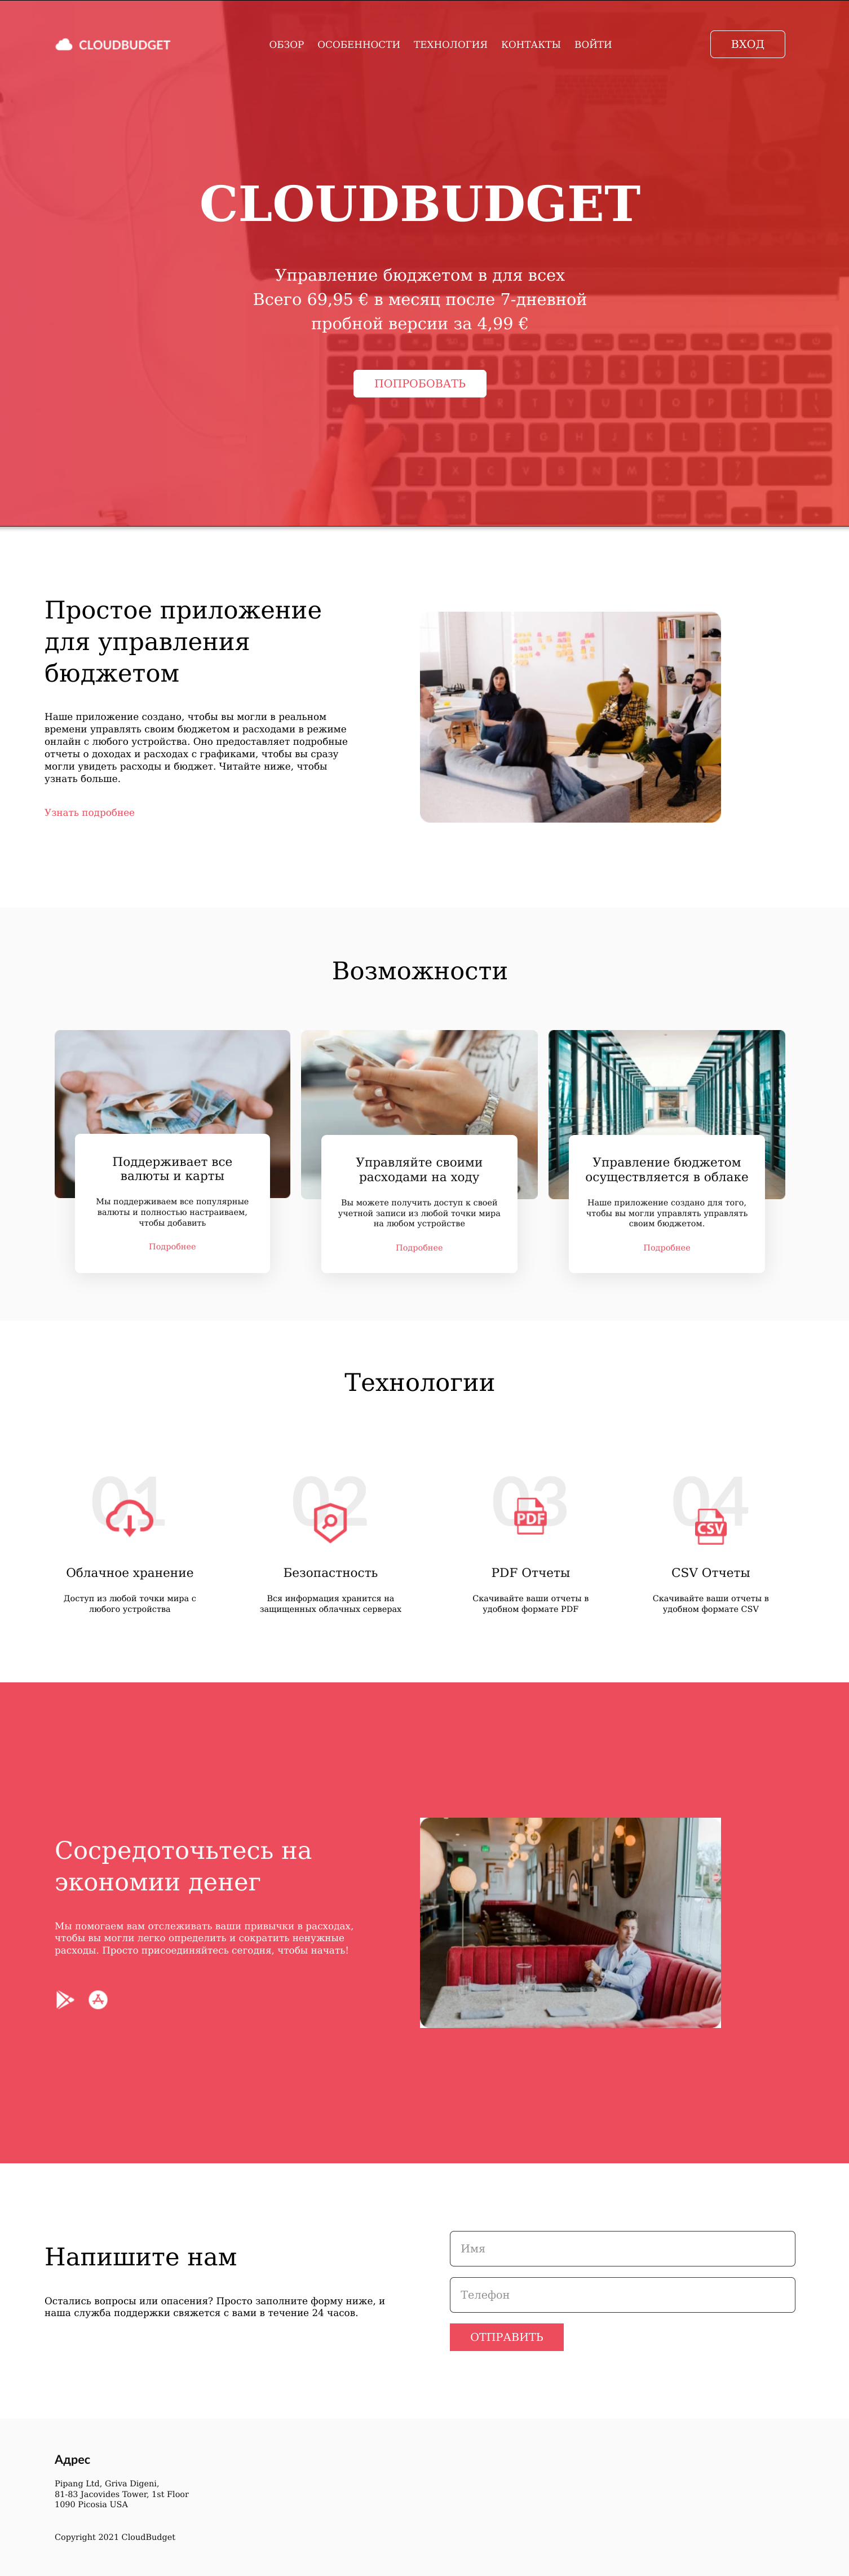 CLOUDBUDGET
ОБЗОР ОСОБЕННОСТИ ТЕХНОЛОГИЯ КОНТАКТЫ ВОЙТИ
ВХОД
CLOUDBUDGET
Управление бюджетом в для всех
Всего 69,95 € в месяц после 7-дневной
пробной версии за 4,99 €
ПОПРОБОВАТЬ
Простое приложение
для управления
бюджетом
Наше приложение создано, чтобы вы могли в реальном
времени управлять своим бюджетом и расходами в режиме
онлайн с любого устройства. Оно предоставляет подробные
отчеты о доходах и расходах с графиками, чтобы вы сразу
могли увидеть расходы и бюджет. Читайте ниже, чтобы
узнать больше.
Узнать подробнее
Возможности
Поддерживает все
валюты и карты
Мы поддерживаем все популярные
валюты и полностью настраиваем,
чтобы добавить
Подробнее
Управляйте своими
расходами на ходу
Вы можете получить доступ к своей
учетной записи из любой точки мира
на любом устройстве
Подробнее
Управление бюджетом
осуществляется в облаке
Наше приложение создано для того,
чтобы вы могли управлять управлять
своим бюджетом.
Подробнее
Технологии
01
Облачное хранение
Доступ из любой точки мира с
любого устройства
02
Безопастность
Вся информация хранится на
защищенных облачных серверах
03
PDF
PDF Отчеты
Скачивайте ваши отчеты в
удобном формате PDF
04
CSV
CSV Отчеты
Скачивайте ваши отчеты в
удобном формате CSV
Сосредоточьтесь на
экономии денег
Мы помогаем вам отслеживать ваши привычки в расходах,
чтобы вы могли легко определить и сократить ненужные
расходы. Просто присоединяйтесь сегодня, чтобы начать!
Напишите нам
Остались вопросы или опасения? Просто заполните форму ниже, и
наша служба поддержки свяжется с вами в течение 24 часов.
Имя
Телефон
ОТПРАВИТЬ
Адрес
Pipang Ltd, Griva Digeni,
81-83 Jacovides Tower, 1st Floor
1090 Picosia USA
Copyright 2021 CloudBudget